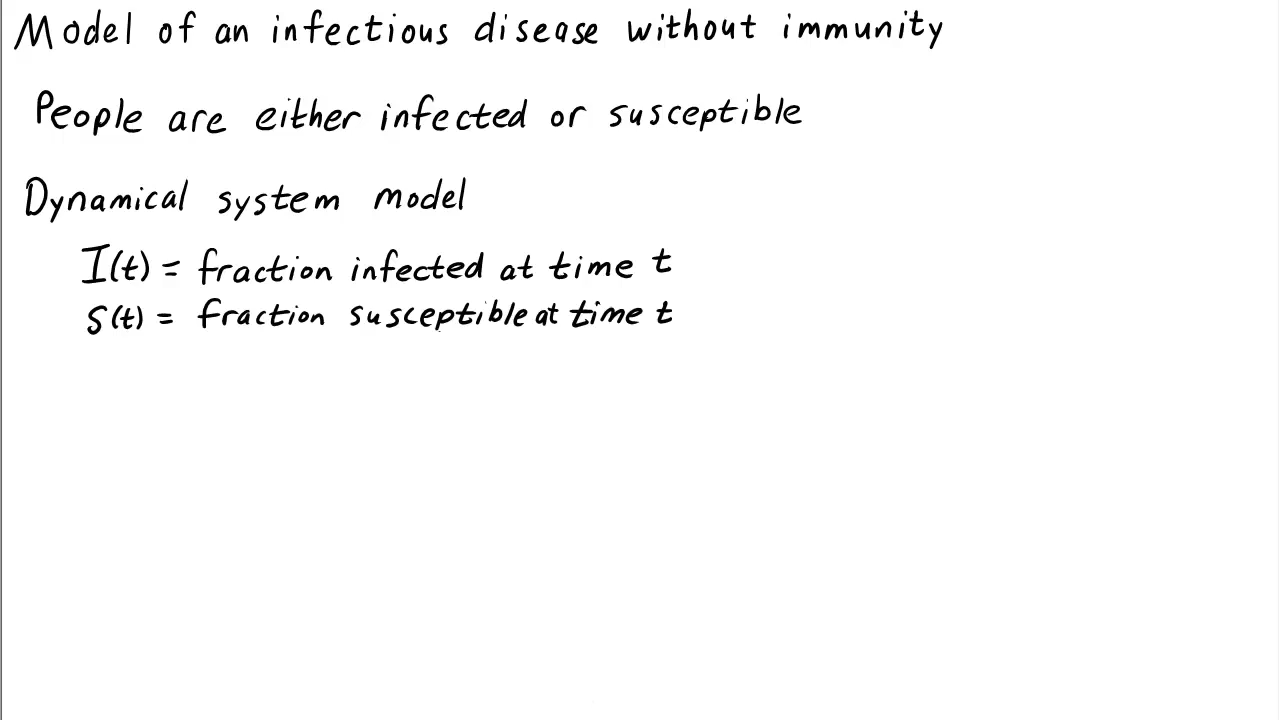 Model of an infectious disease without immunity
People are either infected or susceptible
Dynamical system model
I(t) = fraction infected at time t
S(t) = fraction susceptible at time t